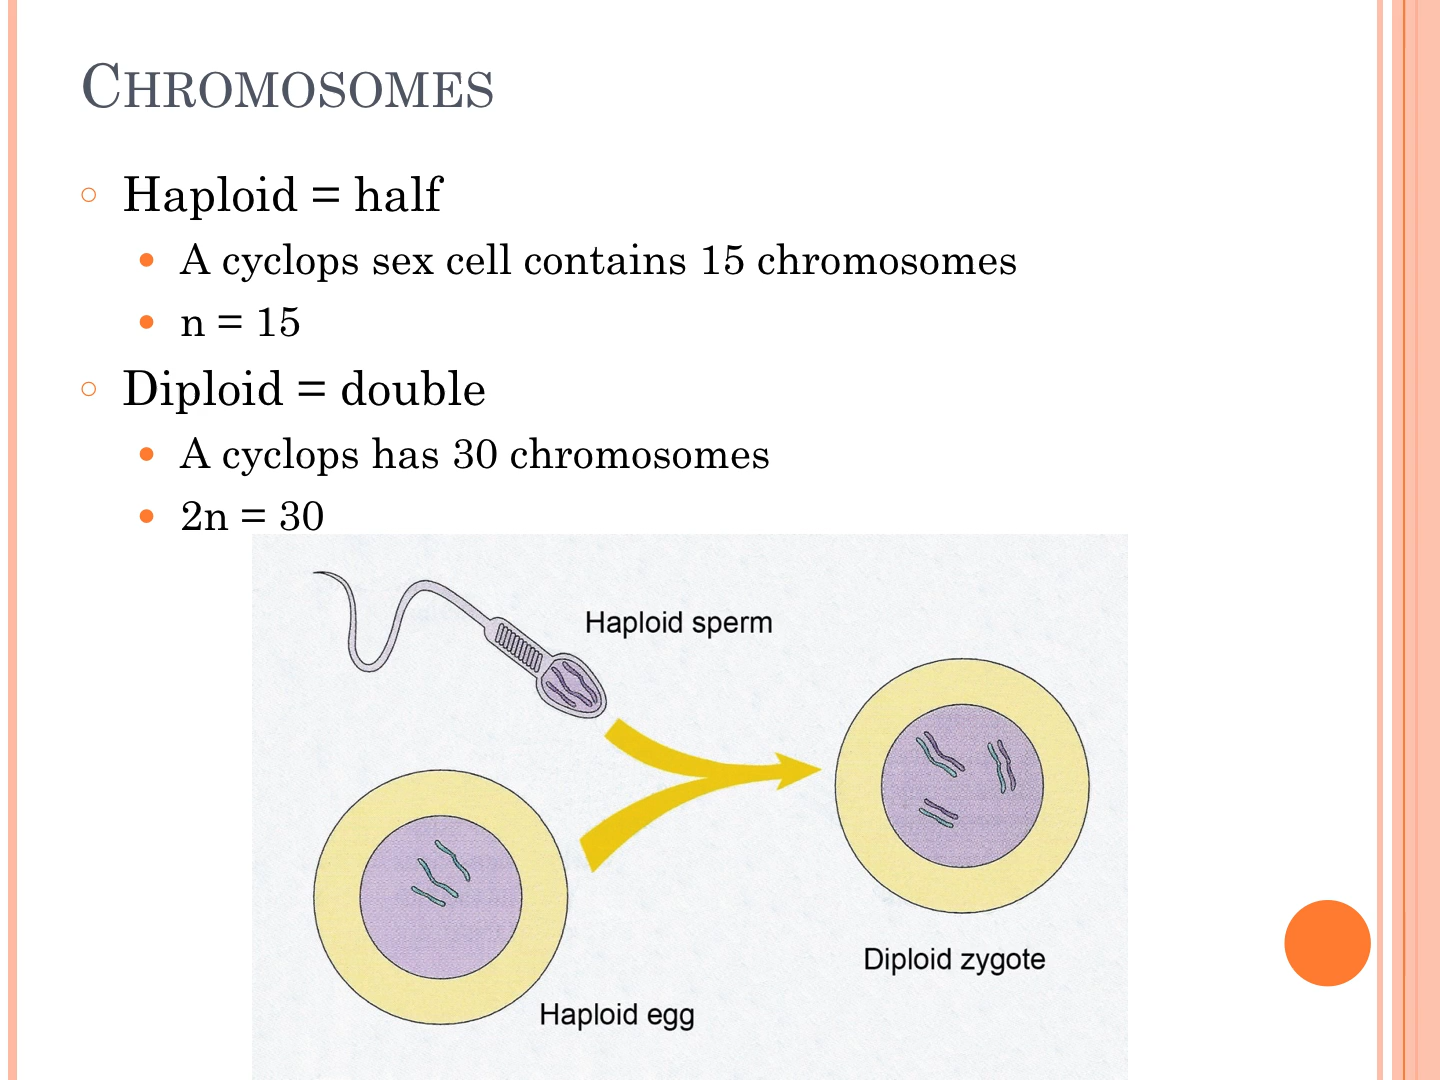 CHROMOSOMES
Haploid = half
A cyclops sex cell contains 15 chromosomes
n = 15
Diploid = double
A cyclops has 30 chromosomes
2n = 30
Haploid sperm
Diploid zygote
Haploid egg